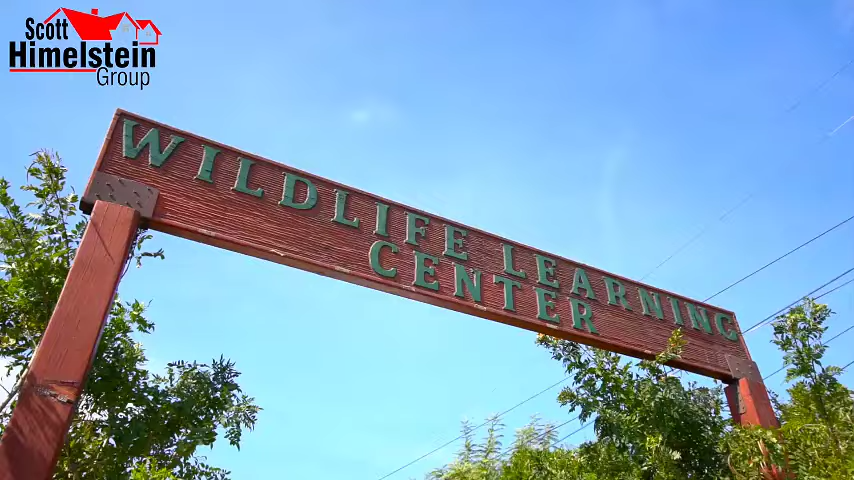 Scott
Himelstein
Group
WILDLIFE LEARNING
CENTER